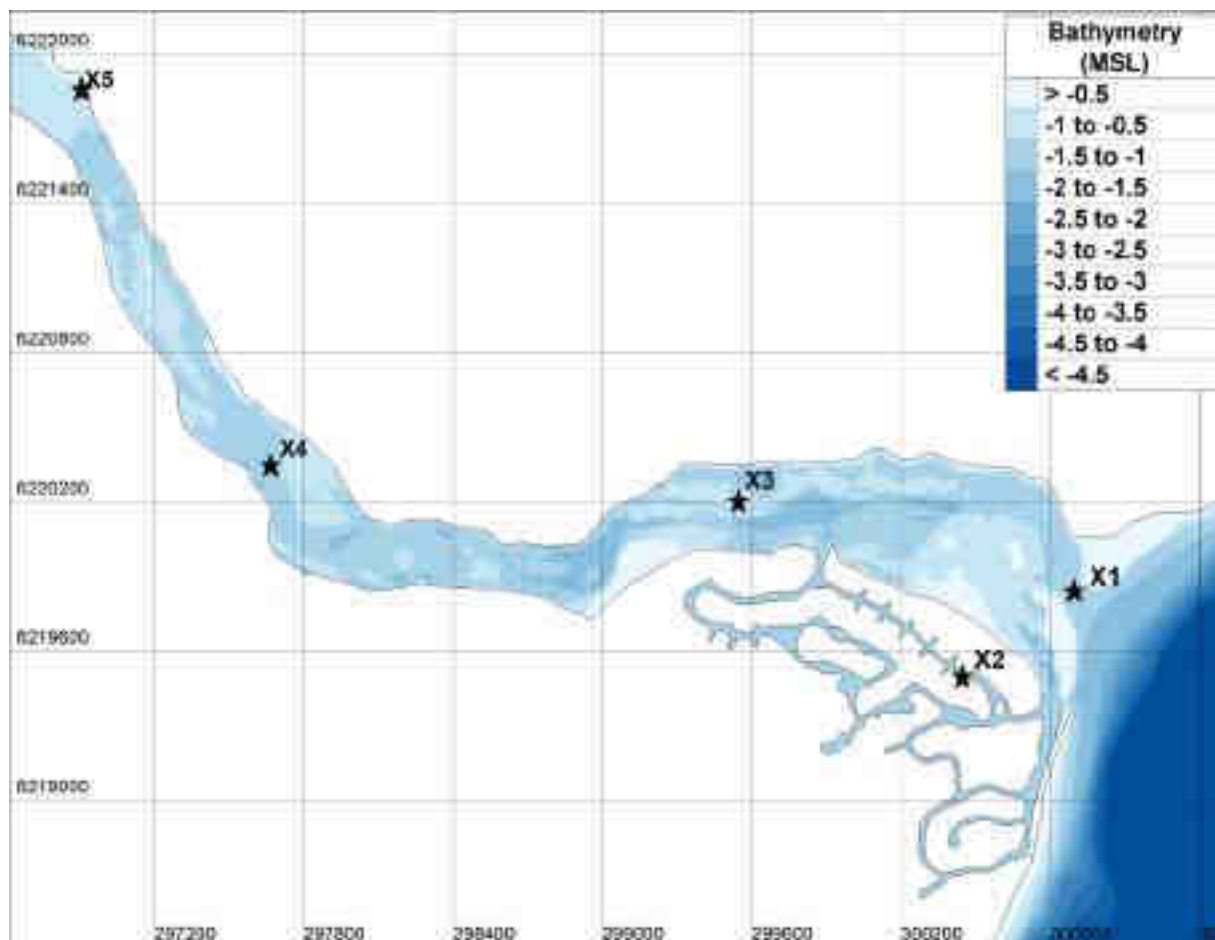 Bathymetry
(MSL)
> -0.5
-1 to -0.5
-1.5 to -1
-2 to -1.5
-2.5 to -2
-3 to -2.5
-3.5 to -3
-4 to -3.5
-4.5 to -4
< -4.5
6222000
X5
6221400
6220800
X4
6220200
X3
X1
6219600
X2
6219000
297200 297800 298400 299000 299600 300200